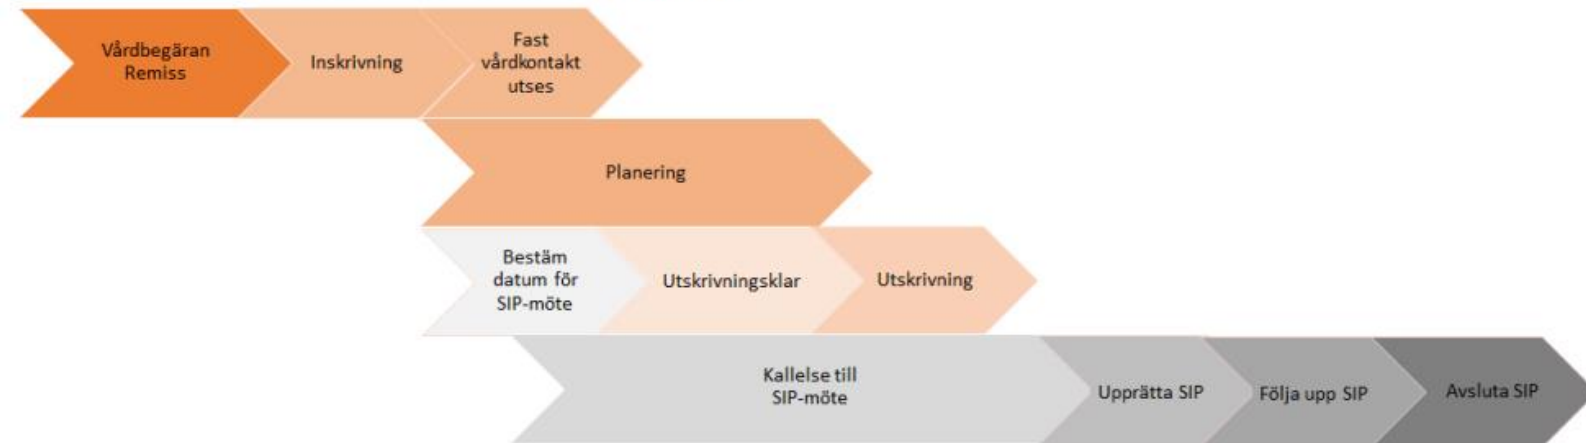 Vårdbegäran
Remiss
Inskrivning
Fast
vårdkontakt
utses
Planering
Bestäm
datum för
SIP-möte
Utskrivningsklar
Utskrivning
Kallelse till
SIP-möte
Upprätta SIP
Följa upp SIP
Avsluta SIP